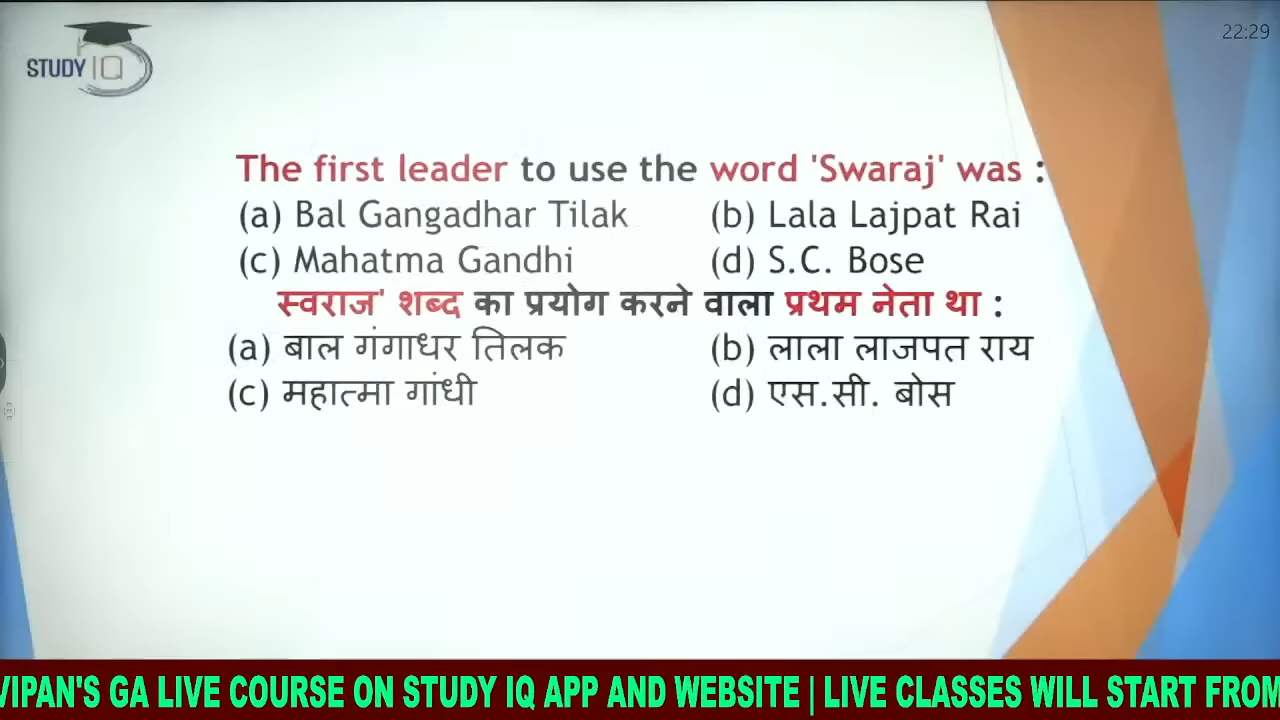 STUDY IQ
22:29
The first leader to use the word 'Swaraj' was :
(a) Bal Gangadhar Tilak (b) Lala Lajpat Rai
(c) Mahatma Gandhi (d) S.C. Bose
स्वराज' शब्द का प्रयोग करने वाला प्रथम नेता था :
(a) बाल गंगाधर तिलक (b) लाला लाजपत राय
(c) महात्मा गांधी (d) एस.सी. बोस
VIPAN'S GA LIVE COURSE ON STUDY IQ APP AND WEBSITE | LIVE CLASSES WILL START FROM